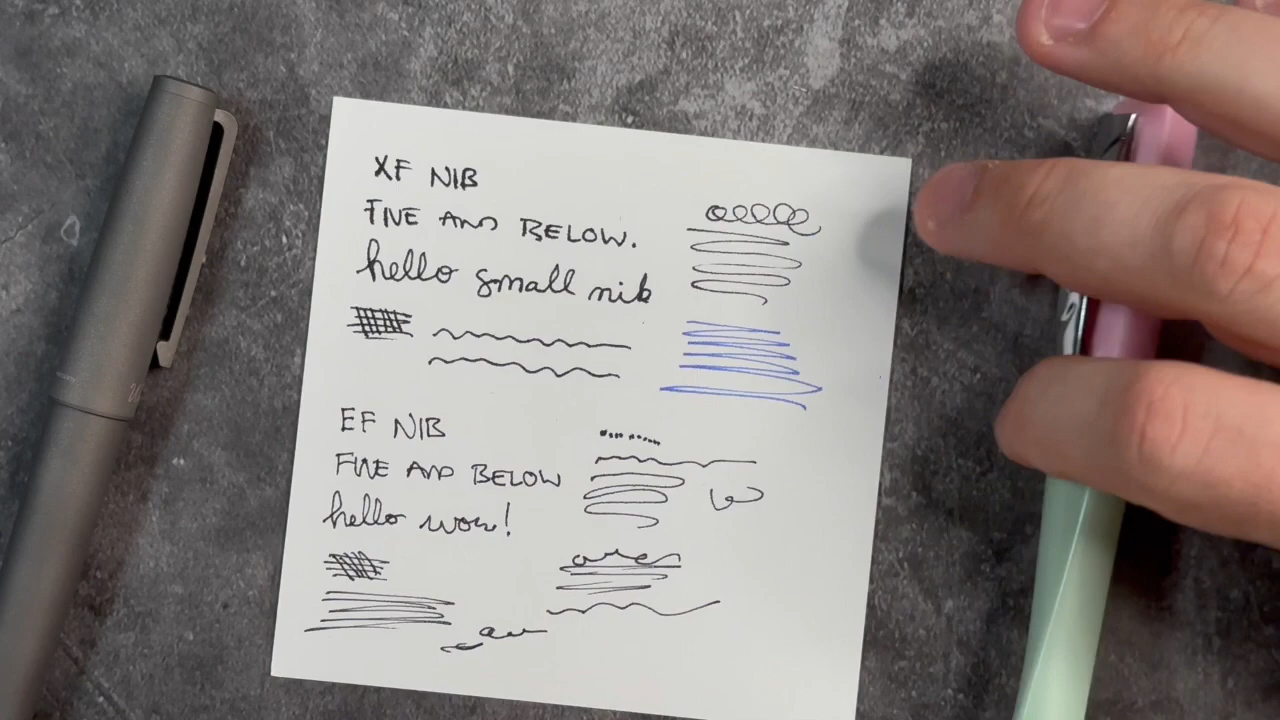 XF NIB
FINE AND BELOW.
hello small nib
EF NIB
FINE AND BELOW
hello wow!